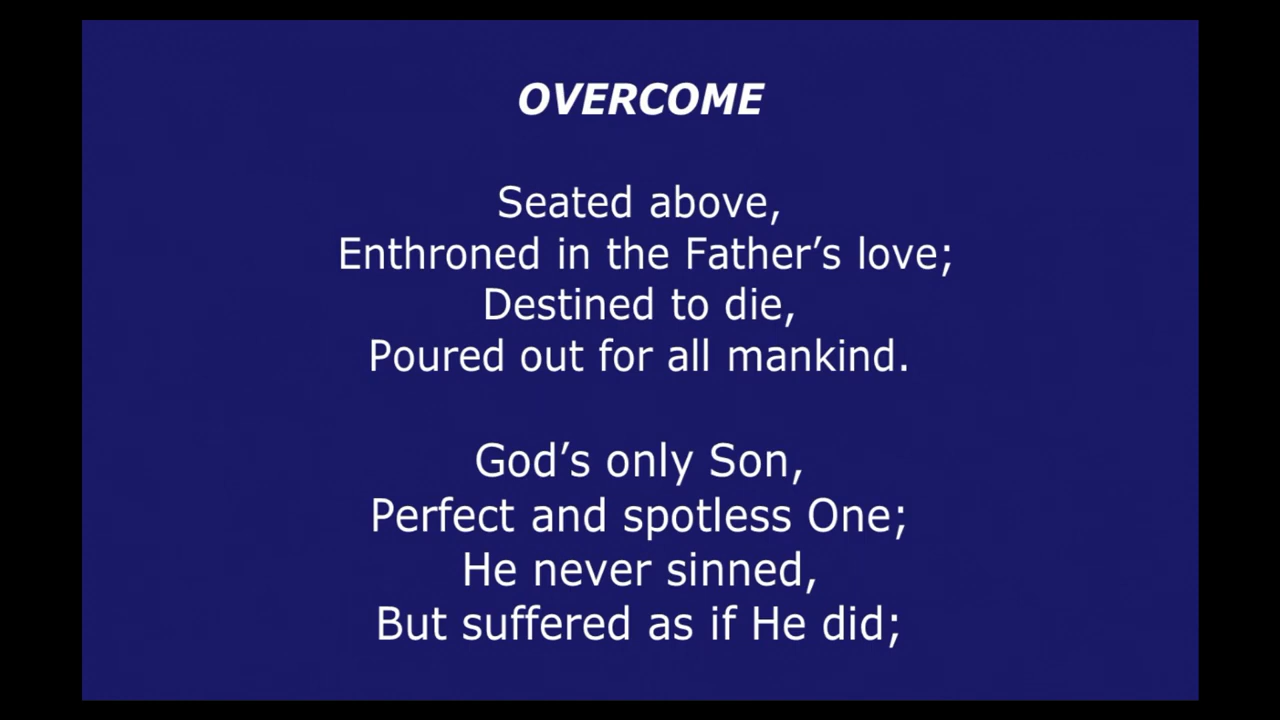 OVERCOME
Seated above,
Enthroned in the Father’s love;
Destined to die,
Poured out for all mankind.
God’s only Son,
Perfect and spotless One;
He never sinned,
But suffered as if He did;